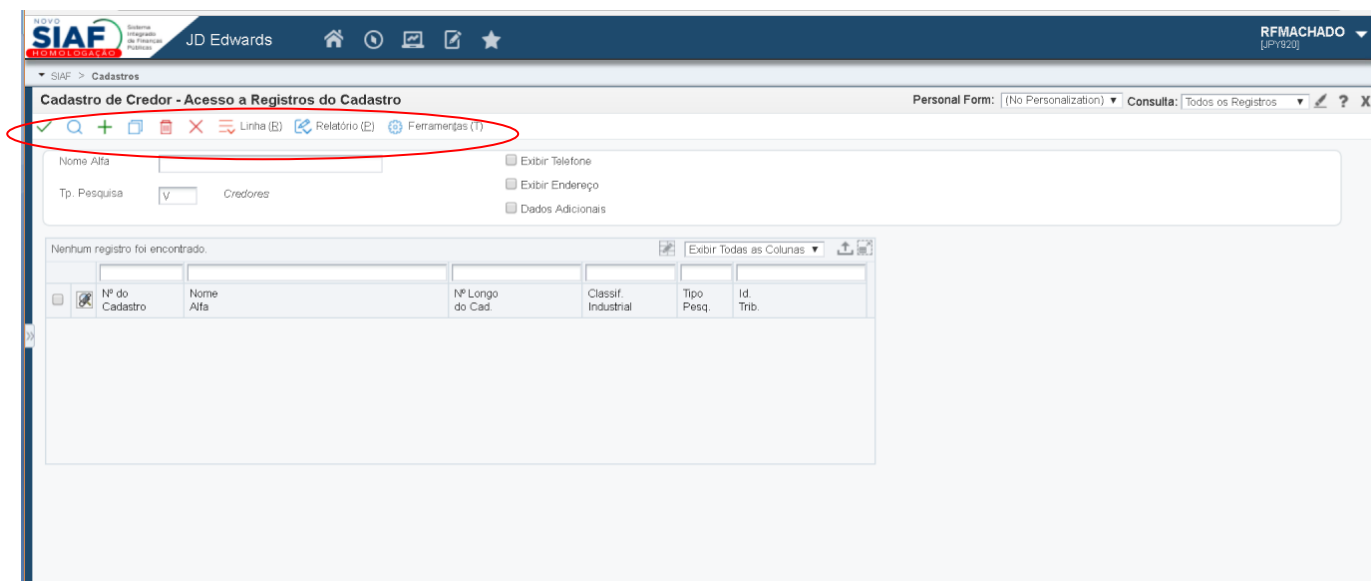 NOVO
SIAF
HOMOLOGAÇÃO
Sistema
Integrado
de Finanças
Públicas
JD Edwards
RFMACHADO
[JPY920]
SIAF > Cadastros
Cadastro de Credor - Acesso a Registros do Cadastro
Personal Form: (No Personalization) Consulta: Todos os Registros ? X
Linha (R) Relatório (P) Ferramentas (T)
Nome Alfa
Exibir Telefone
Tp. Pesquisa V Credores
Exibir Endereço
Dados Adicionais
Nenhum registro foi encontrado. Exibir Todas as Colunas
Nº do Cadastro Nome Alfa Nº Longo do Cad. Classif. Industrial Tipo Pesq. Id. Trib.